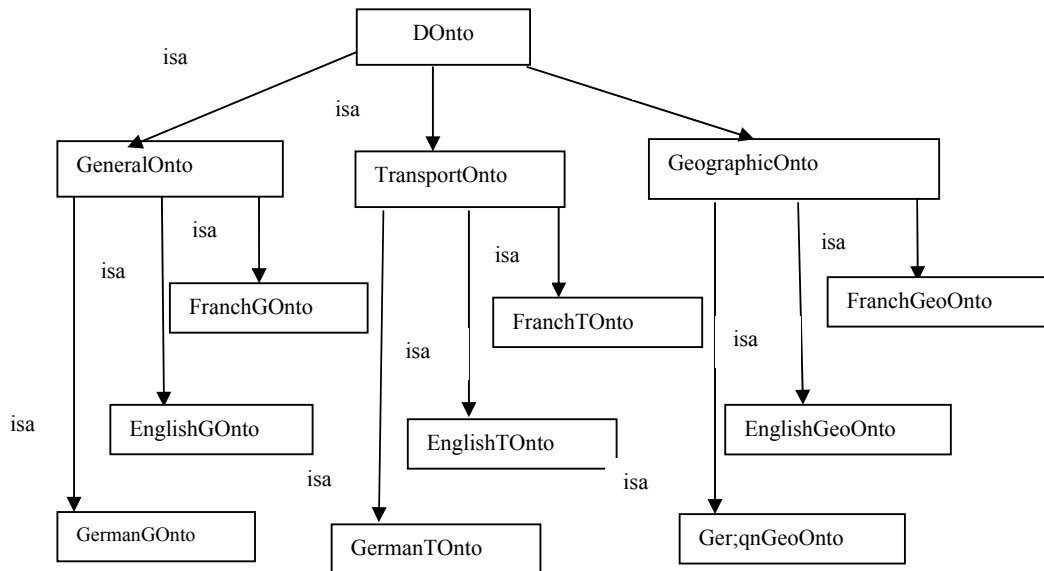 DOnto
isa
isa
GeneralOnto
TransportOnto
GeographicOnto
isa
isa
isa
isa
FranchGOnto
FranchTOnto
FranchGeoOnto
isa
isa
isa
EnglishGOnto
EnglishTOnto
EnglishGeoOnto
isa
isa
GermanGOnto
GermanTOnto
Ger;qnGeoOnto